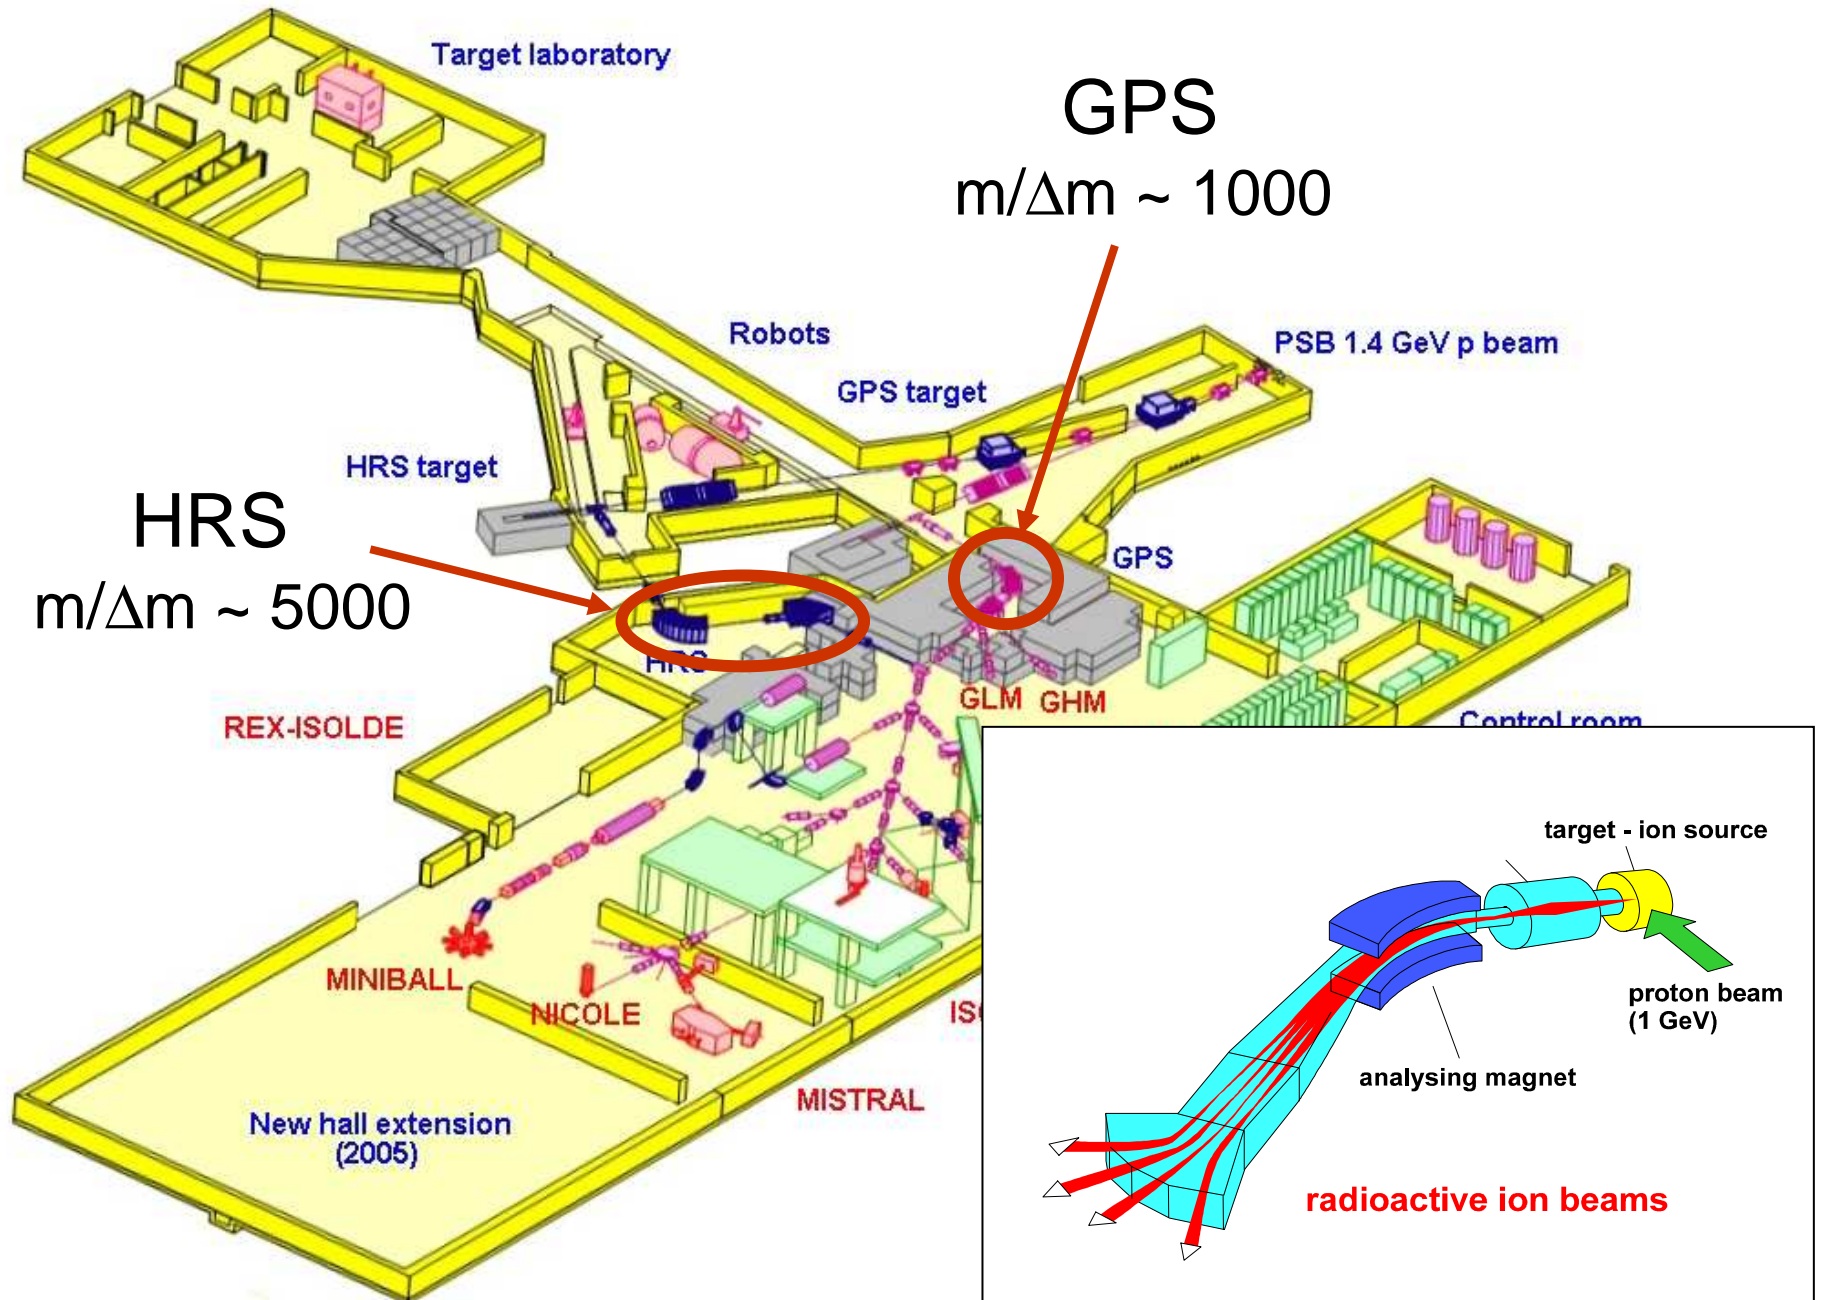 Target laboratory
GPS
m/Δm ~ 1000
Robots
PSB 1.4 GeV p beam
GPS target
HRS target
HRS
m/Δm ~ 5000
GPS
HRS
GLM
GHM
REX-ISOLDE
Control room
target - ion source
MINIBALL
NICOLE
proton beam
(1 GeV)
analysing magnet
MISTRAL
New hall extension
(2005)
radioactive ion beams